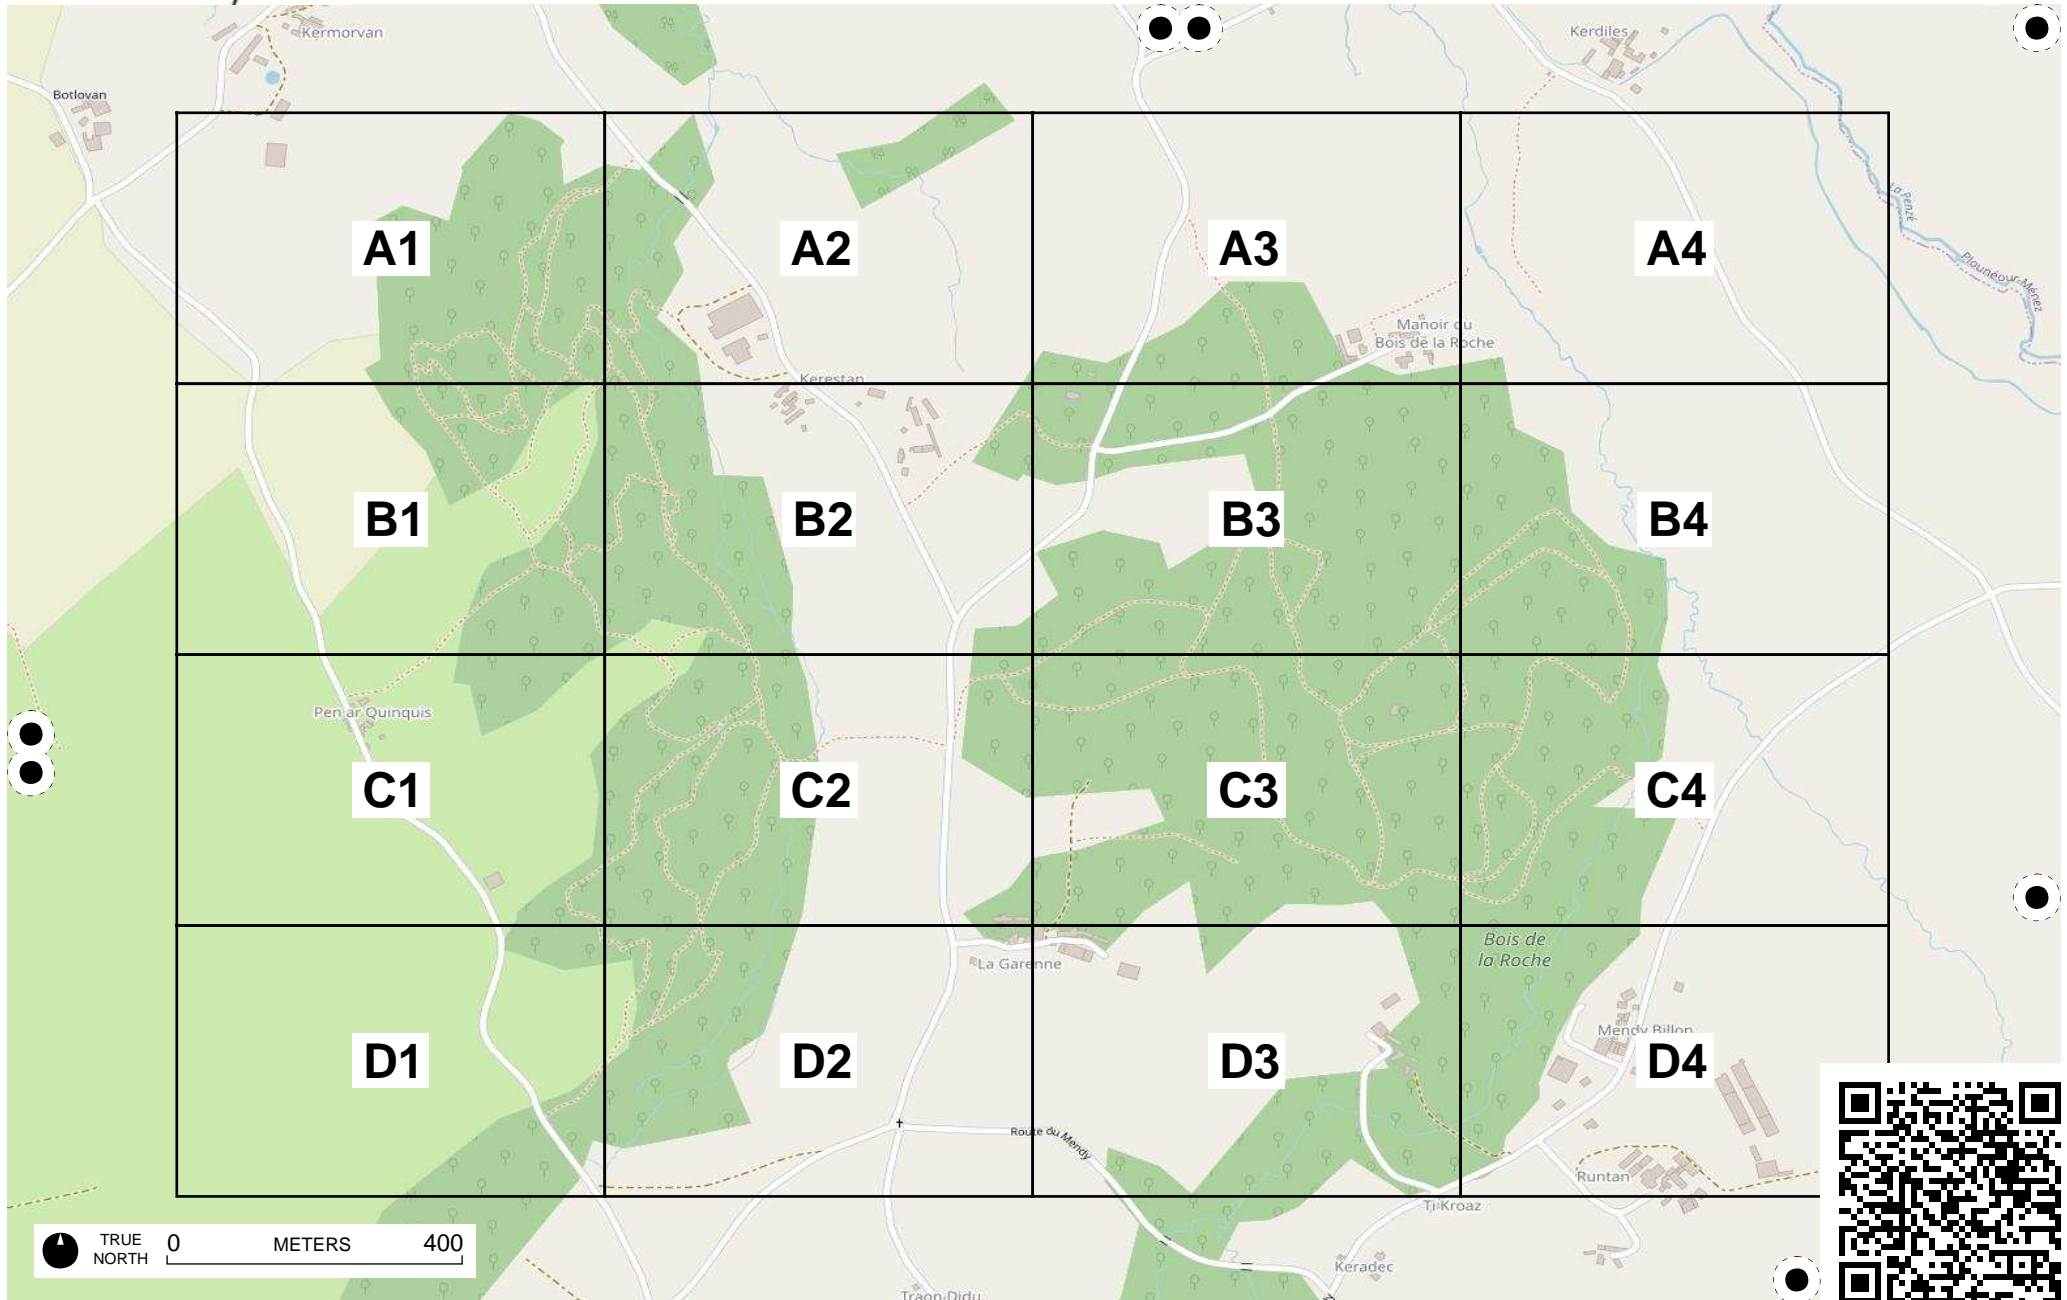 Kermorvan
Kerdiles
Botlovan
La Penzé
A1
A2
A3
A4
Plounéour-Ménez
Manoir du
Bois de la Roche
Kerestan
B1
B2
B3
B4
Pen ar Quinquis
C1
C2
C3
C4
Bois de
la Roche
La Garenne
Mendy Billon
D1
D2
D3
D4
Route du Mendy
Runtan
Ti Kroaz
TRUE
NORTH
0 METERS 400
Keradec
Traon Didu